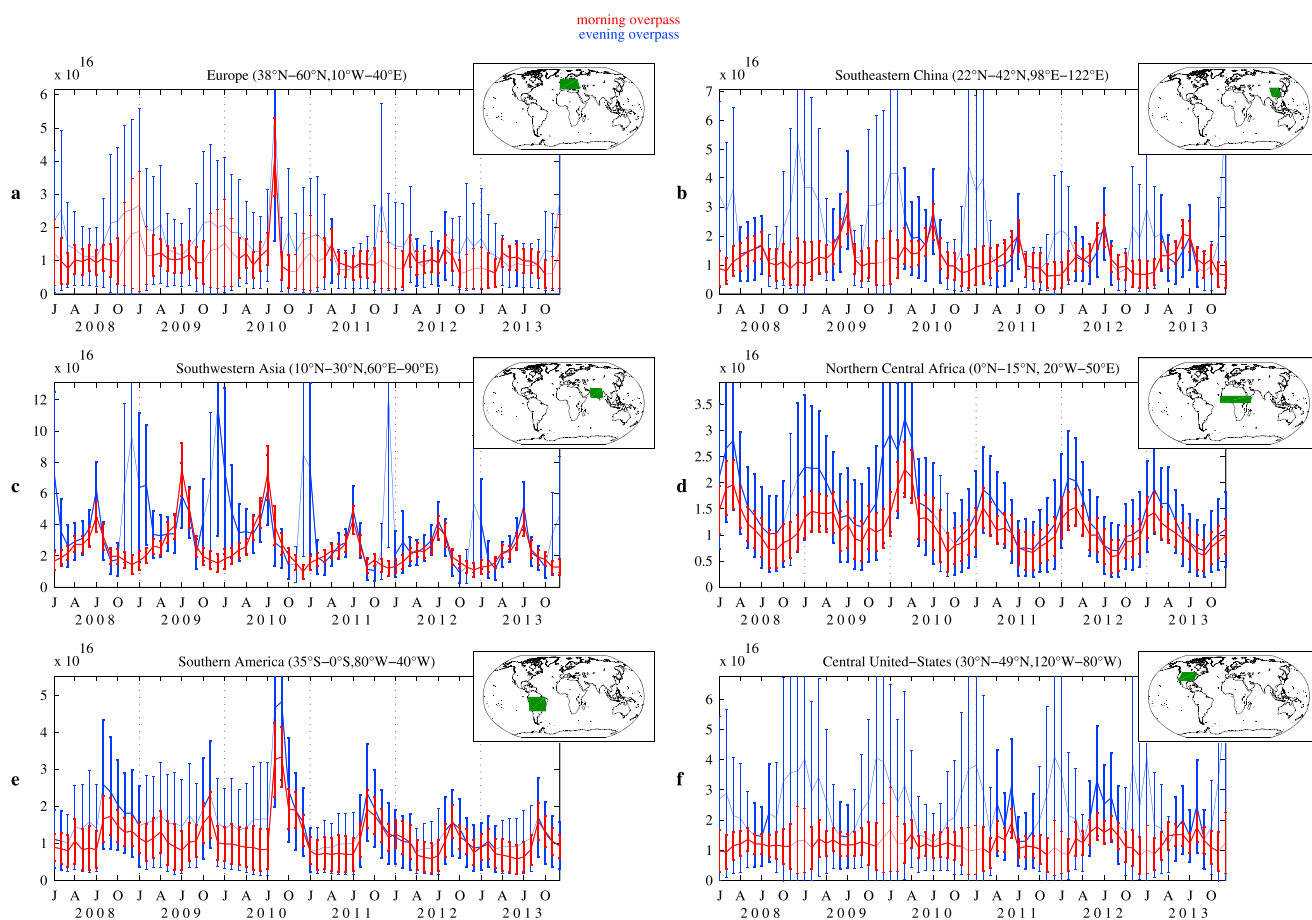 morning overpass
evening overpass
x 10^16
Europe (38°N−60°N,10°W−40°E)
a
6
5
4
3
2
1
0
J A J O J A J O J A J O J A J O J A J O J A J O
2008 2009 2010 2011 2012 2013
x 10^16
Southeastern China (22°N−42°N,98°E−122°E)
b
7
6
5
4
3
2
1
0
J A J O J A J O J A J O J A J O J A J O J A J O
2008 2009 2010 2011 2012 2013
x 10^16
Southwestern Asia (10°N−30°N,60°E−90°E)
c
12
10
8
6
4
2
0
J A J O J A J O J A J O J A J O J A J O J A J O
2008 2009 2010 2011 2012 2013
x 10^16
Northern Central Africa (0°N−15°N, 20°W−50°E)
d
3.5
3
2.5
2
1.5
1
0.5
0
J A J O J A J O J A J O J A J O J A J O J A J O
2008 2009 2010 2011 2012 2013
x 10^16
Southern America (35°S−0°S,80°W−40°W)
e
5
4
3
2
1
0
J A J O J A J O J A J O J A J O J A J O J A J O
2008 2009 2010 2011 2012 2013
x 10^16
Central United−States (30°N−49°N,120°W−80°W)
f
6
5
4
3
2
1
0
J A J O J A J O J A J O J A J O J A J O J A J O
2008 2009 2010 2011 2012 2013